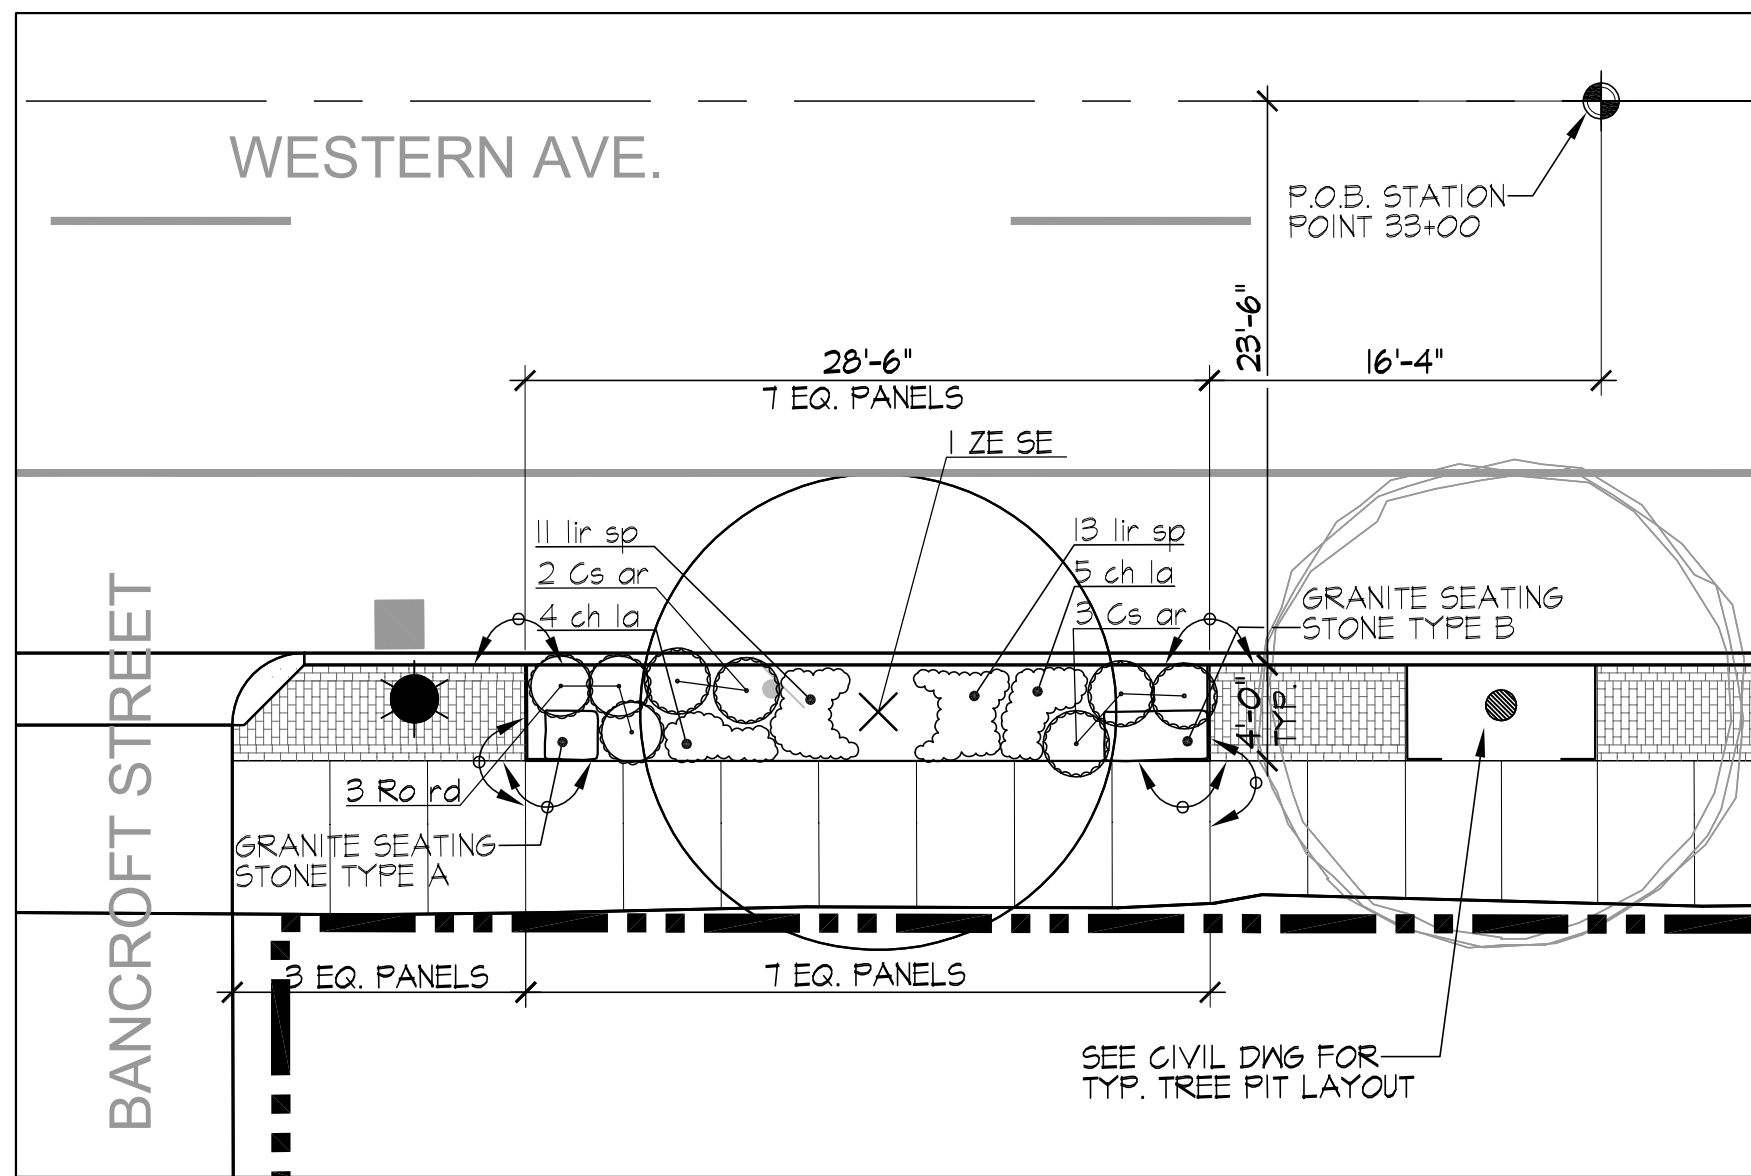 WESTERN AVE.
P.O.B. STATION
POINT 33+00
23'-6"
28'-6"
16'-4"
7 EQ. PANELS
1 ZE SE
11 lir sp
13 lir sp
2 Cs ar
5 ch la
4 ch la
3 Cs ar
GRANITE SEATING
STONE TYPE B
4'-0"
TYP.
3 Ro rd
GRANITE SEATING
STONE TYPE A
BANCROFT STREET
3 EQ. PANELS
7 EQ. PANELS
SEE CIVIL DWG FOR
TYP. TREE PIT LAYOUT